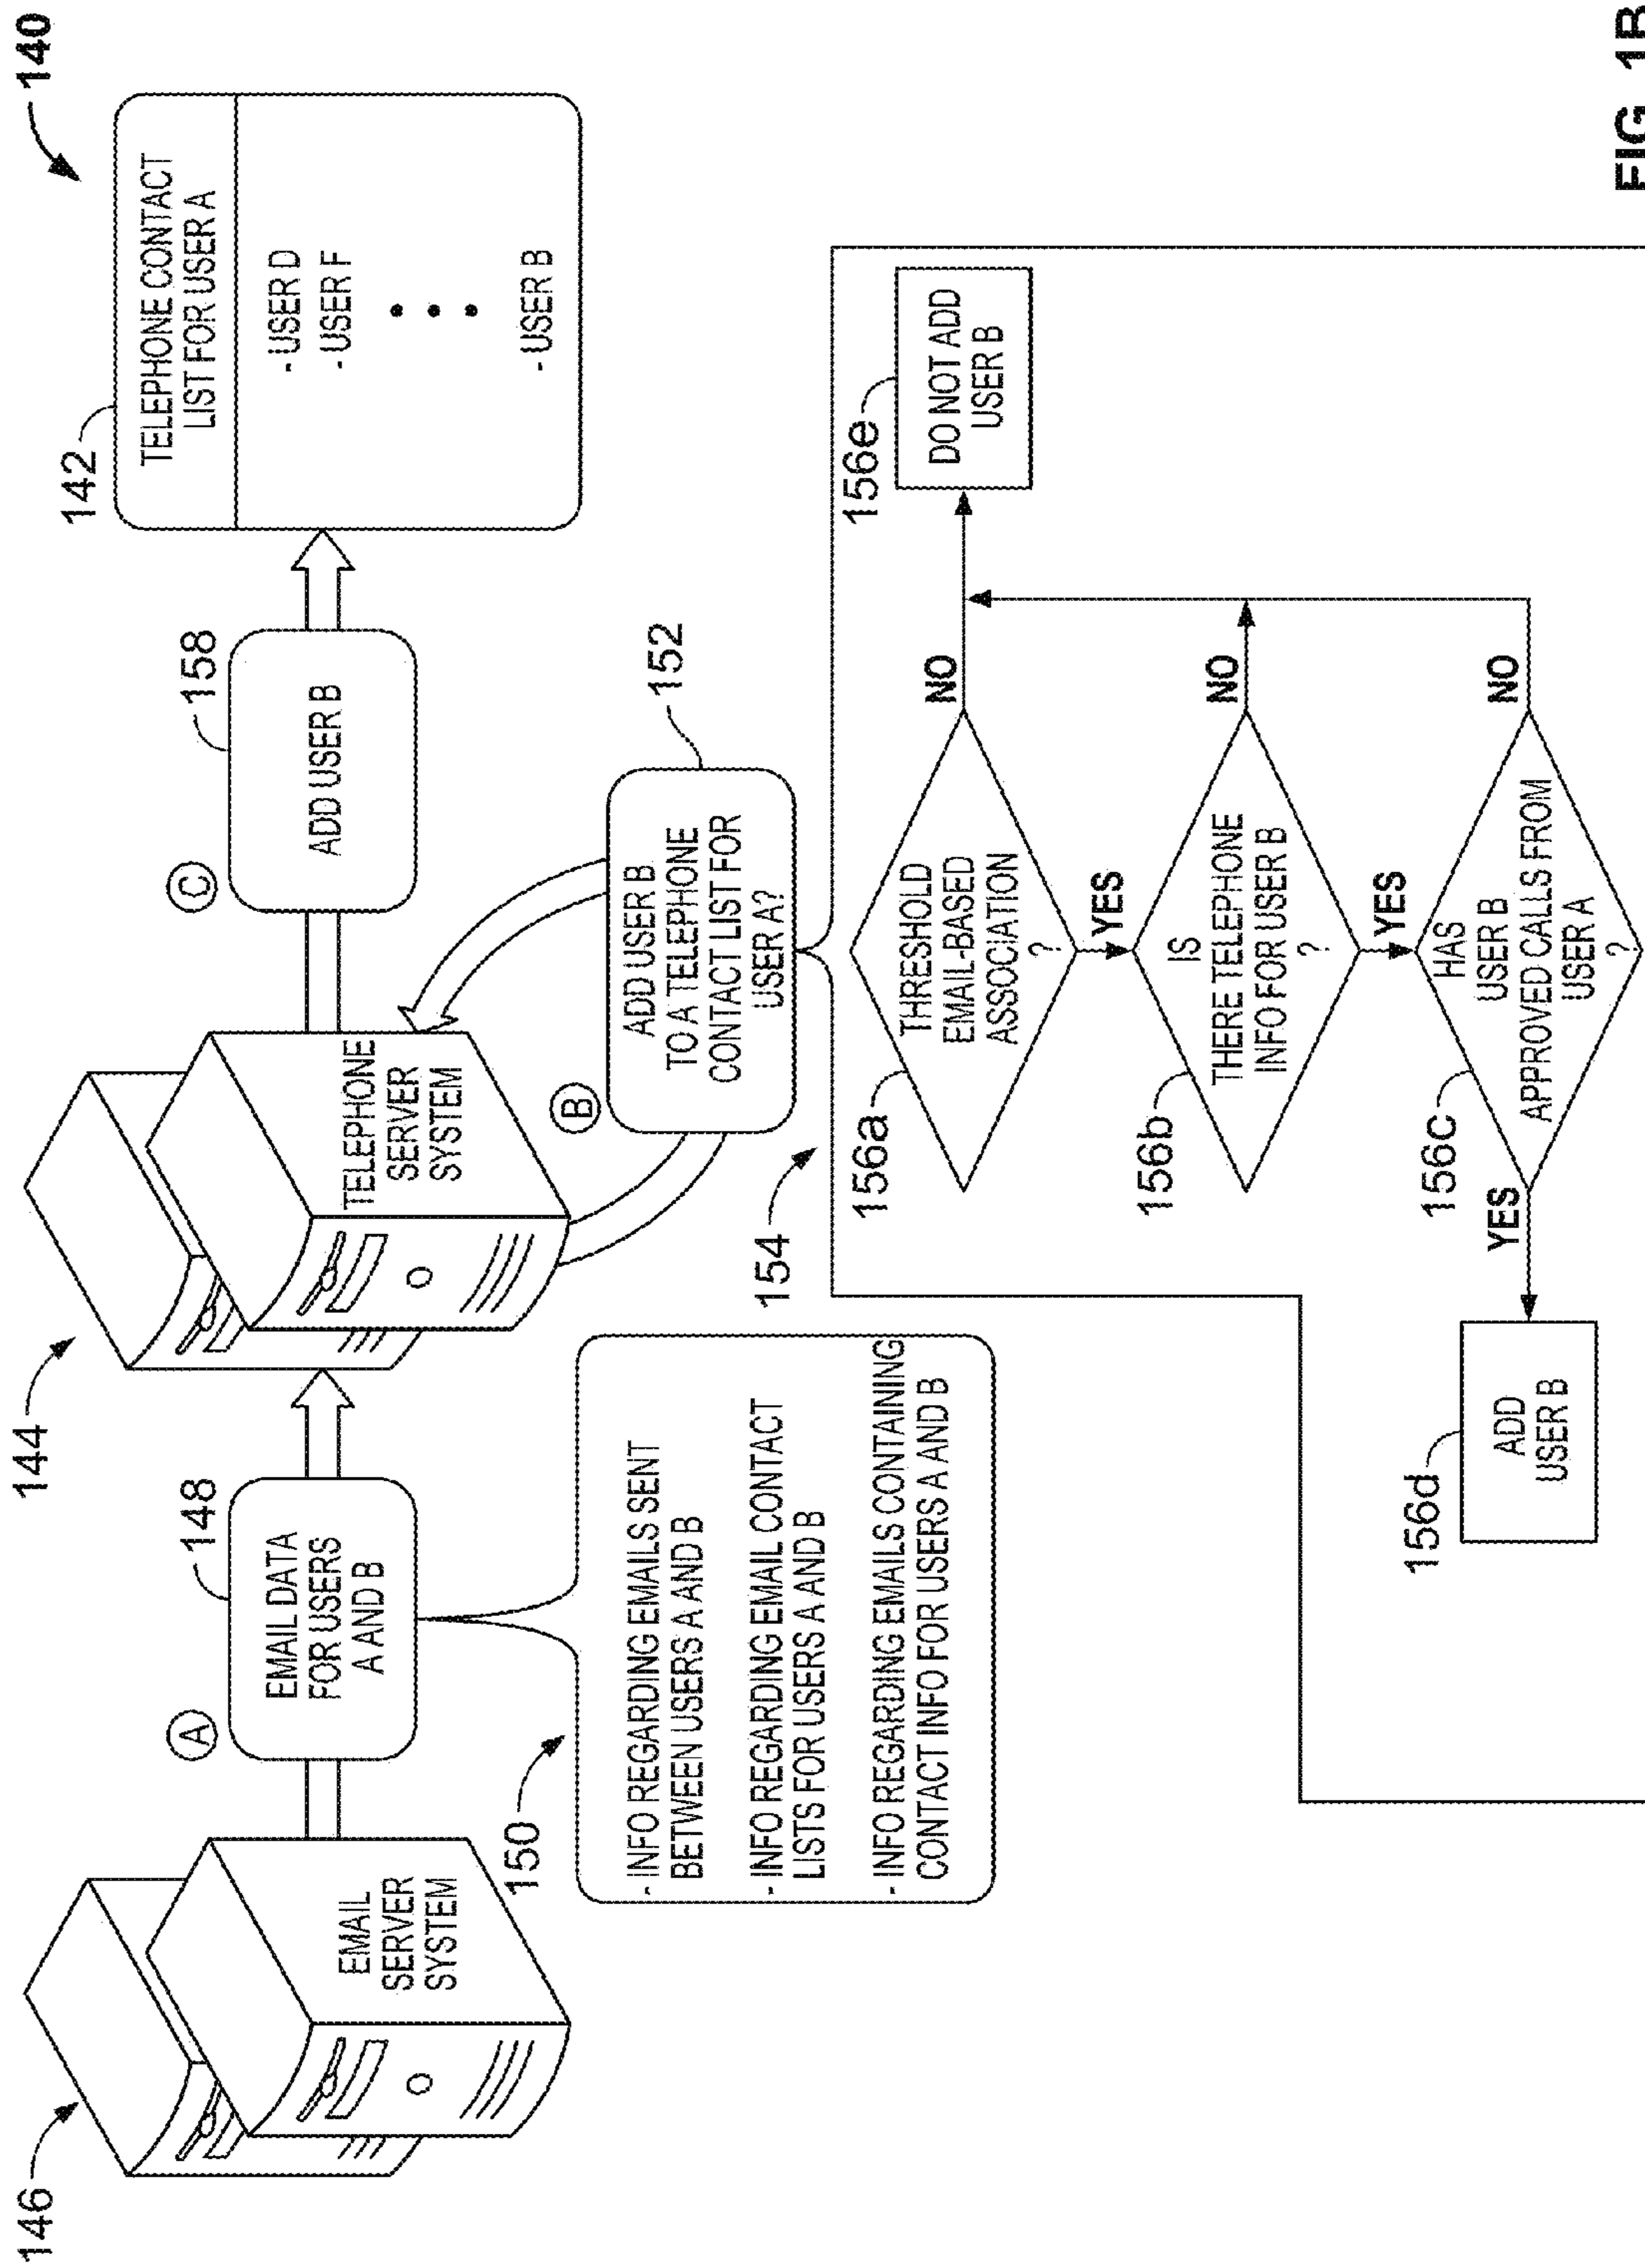 140
142
TELEPHONE CONTACT
LIST FOR USER A
- USER D
- USER F
- USER B
144
146
EMAIL
SERVER
SYSTEM
A
148
EMAIL DATA
FOR USERS
A AND B
TELEPHONE
SERVER
SYSTEM
C
158
ADD USER B
150
- INFO REGARDING EMAILS SENT
BETWEEN USERS A AND B
- INFO REGARDING EMAIL CONTACT
LISTS FOR USERS A AND B
- INFO REGARDING EMAILS CONTAINING
CONTACT INFO FOR USERS A AND B
B
152
ADD USER B
TO A TELEPHONE
CONTACT LIST FOR
USER A?
154
156a
THRESHOLD
EMAIL-BASED
ASSOCIATION
?
NO
156e
DO NOT ADD
USER B
YES
156b
IS
THERE TELEPHONE
INFO FOR USER B
?
NO
YES
156c
HAS
USER B
APPROVED CALLS FROM
USER A
?
NO
YES
156d
ADD
USER B
FIG. 1B